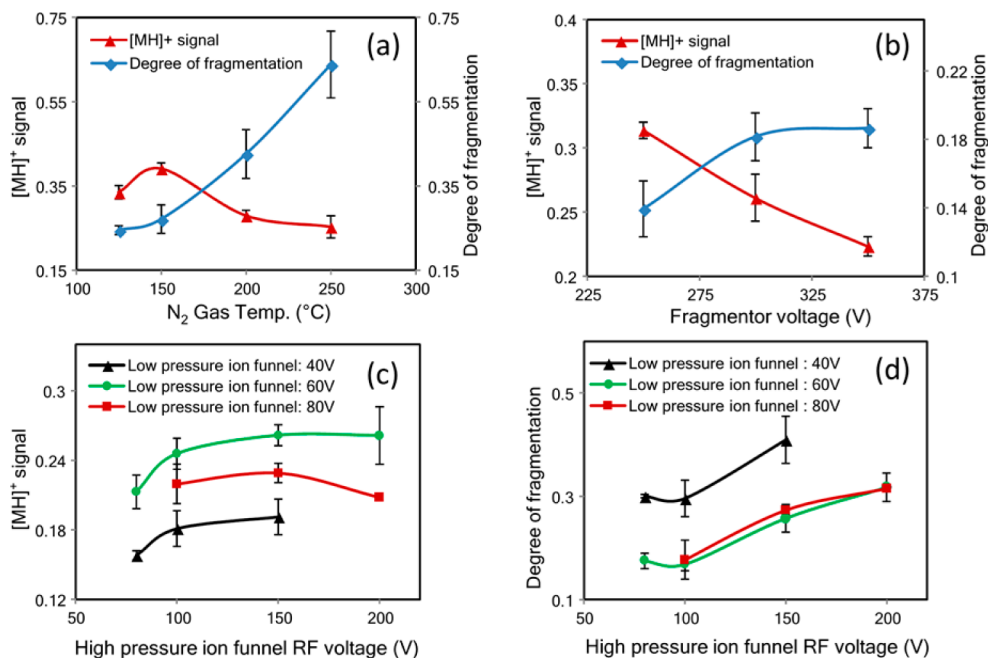 (a)
[MH]+ signal
Degree of fragmentation
0.75
0.55
0.35
0.15
0.75
0.55
0.35
0.15
100
150
200
250
300
[MH]+ signal
Degree of fragmentation
N2 Gas Temp. (°C)
(b)
[MH]+ signal
Degree of fragmentation
0.4
0.35
0.3
0.25
0.2
0.22
0.18
0.14
0.1
225
275
325
375
[MH]+ signal
Degree of fragmentation
Fragmentor voltage (V)
(c)
Low pressure ion funnel: 40V
Low pressure ion funnel: 60V
Low pressure ion funnel: 80V
0.3
0.24
0.18
0.12
50
100
150
200
[MH]+ signal
High pressure ion funnel RF voltage (V)
(d)
Low pressure ion funnel : 40V
Low pressure ion funnel : 60V
Low pressure ion funnel : 80V
0.5
0.3
0.1
50
100
150
200
Degree of fragmentation
High pressure ion funnel RF voltage (V)